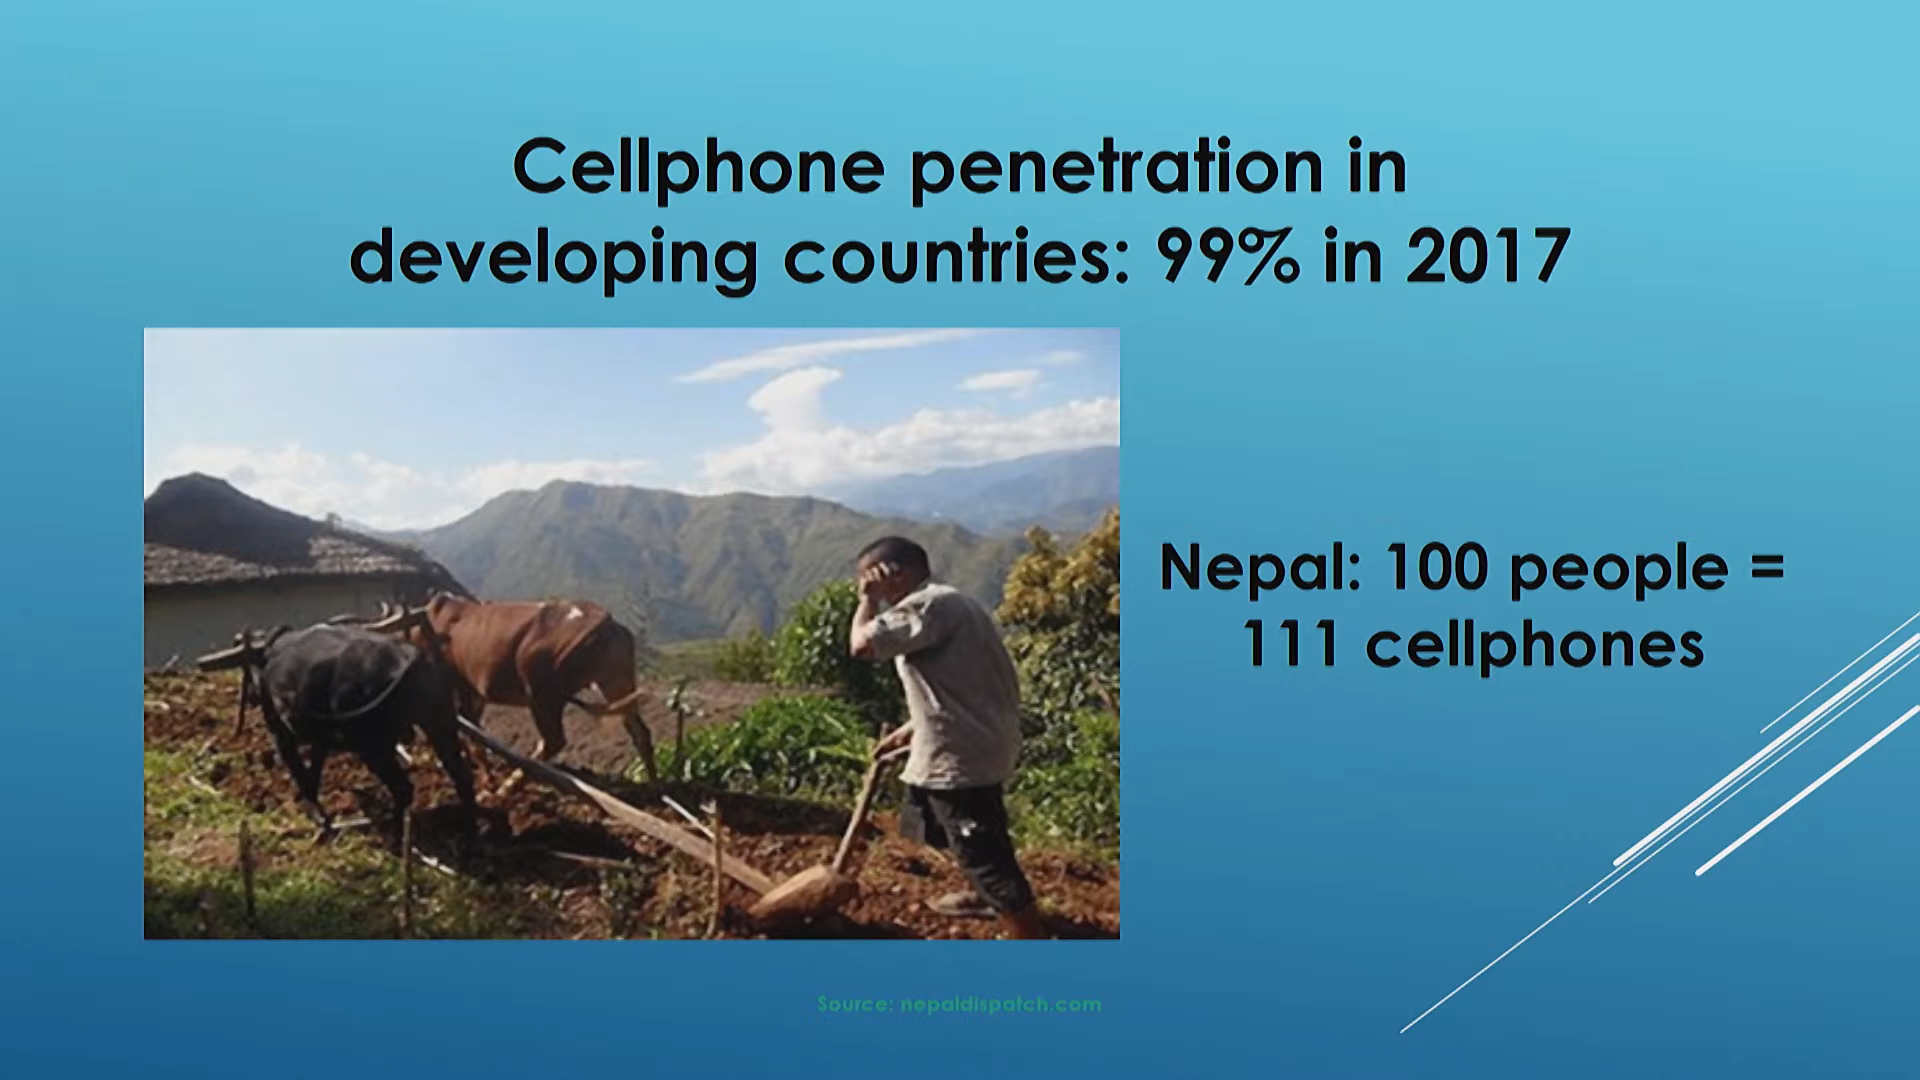 Cellphone penetration in
developing countries: 99% in 2017
Nepal: 100 people =
111 cellphones
Source: nepaldispatch.com